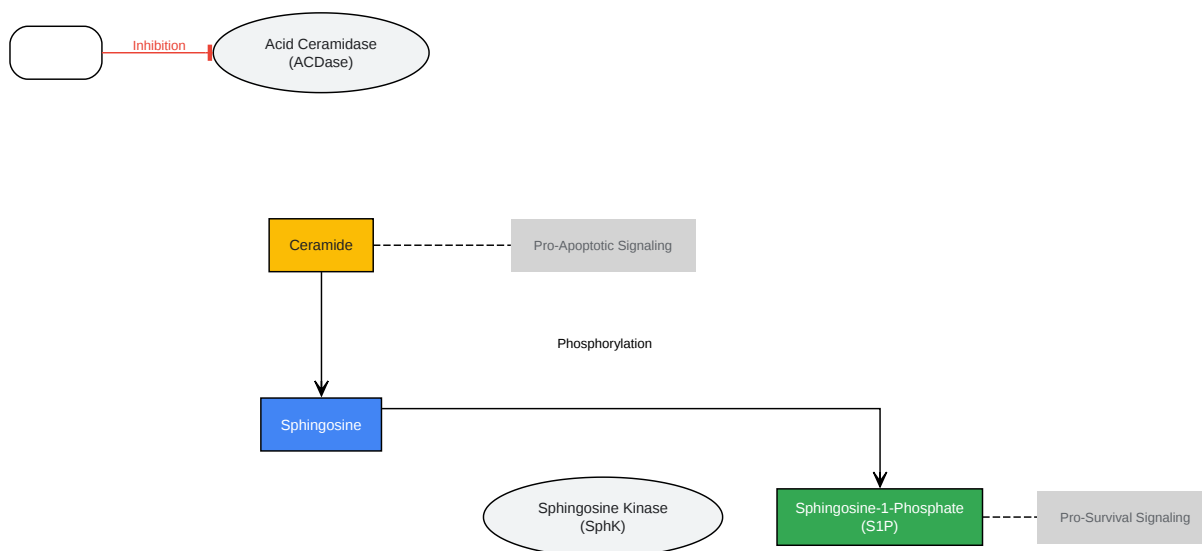 Inhibition
Acid Ceramidase
(ACDase)
Ceramide
Pro-Apoptotic Signaling
Phosphorylation
Sphingosine
Sphingosine Kinase
(SphK)
Sphingosine-1-Phosphate
(S1P)
Pro-Survival Signaling